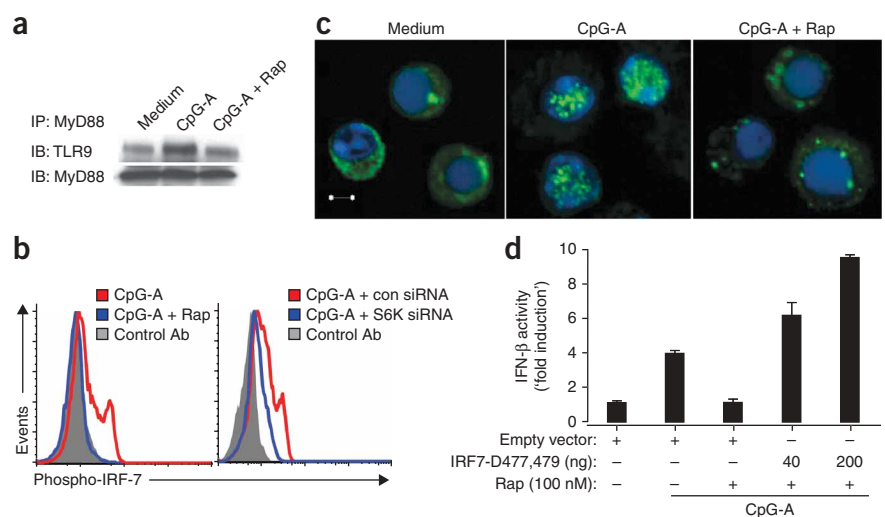 a
Medium
CpG-A
CpG-A + Rap
IP: MyD88
IB: TLR9
IB: MyD88
b
CpG-A
CpG-A + Rap
Control Ab
CpG-A + con siRNA
CpG-A + S6K siRNA
Control Ab
Events
Phospho-IRF-7
c
Medium
CpG-A
CpG-A + Rap
d
IFN-β activity
('fold induction')
10
8
6
4
2
0
Empty vector: + + + – –
IRF7-D477,479 (ng): – – – 40 200
Rap (100 nM): – – + + +
CpG-A